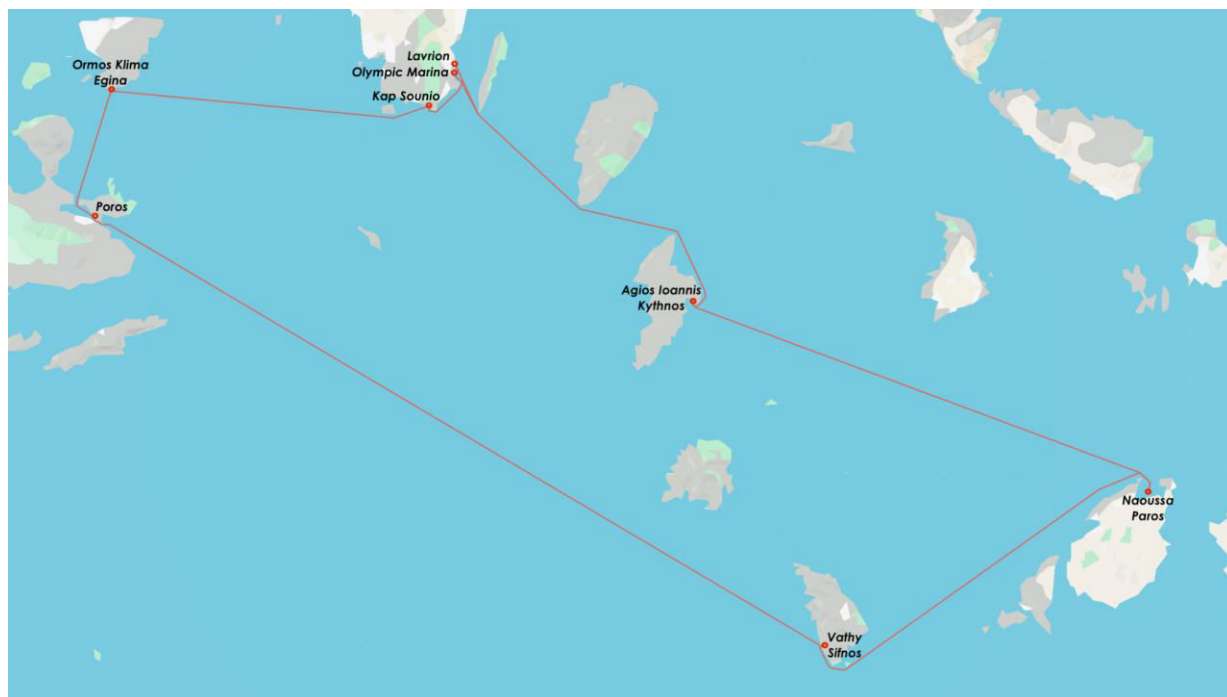 Ormos Klima
Egina
Lavrion
Olympic Marina
Kap Sounio
Poros
Agios Ioannis
Kythnos
Naoussa
Paros
Vathy
Sifnos